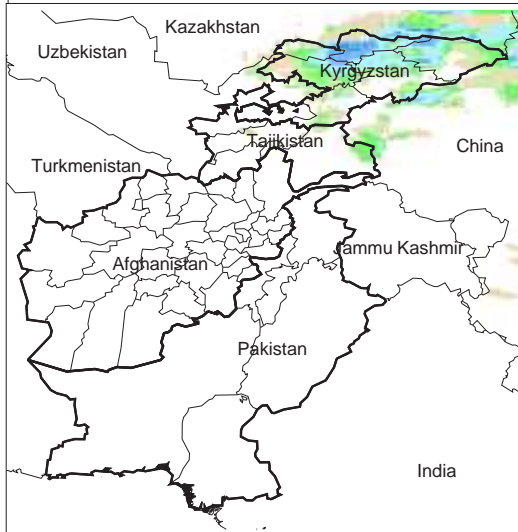 Kazakhstan
Uzbekistan
Kyrgyzstan
Tajikistan
China
Turkmenistan
Jammu Kashmir
Afghanistan
Pakistan
India